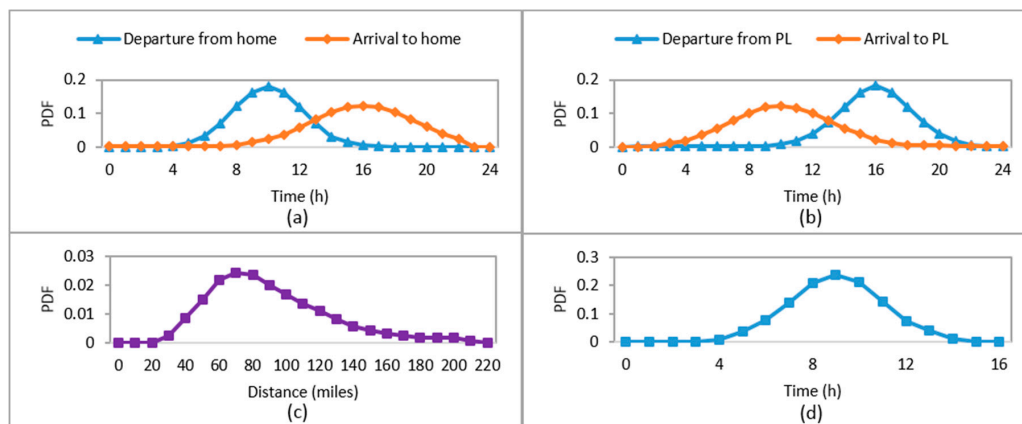 Departure from home Arrival to home
0.2
0.1
0
PDF
0 4 8 12 16 20 24
Time (h)
(a)
Departure from PL Arrival to PL
0.2
0.1
0
PDF
0 4 8 12 16 20 24
Time (h)
(b)
0.03
0.02
0.01
0
PDF
0 20 40 60 80 100 120 140 160 180 200 220
Distance (miles)
(c)
0.3
0.2
0.1
0
PDF
0 4 8 12 16
Time (h)
(d)